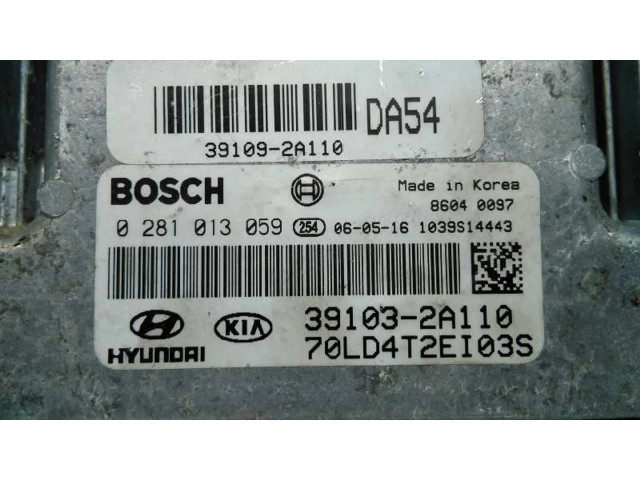 DA54
39109-2A110
BOSCH
Made in Korea
8604 0097
0 281 013 059 254 06-05-16 1039S14443
39103-2A110
HYUNDAI KIA
70LD4T2EI03S